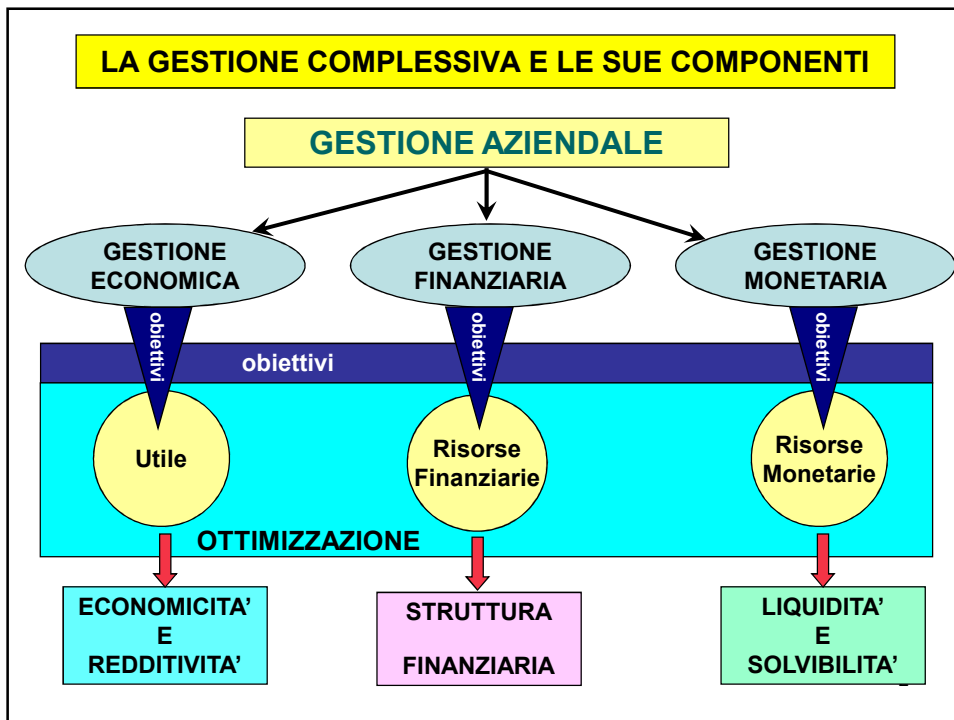 LA GESTIONE COMPLESSIVA E LE SUE COMPONENTI
GESTIONE AZIENDALE
GESTIONE
ECONOMICA
GESTIONE
FINANZIARIA
GESTIONE
MONETARIA
obiettivi
obiettivi
obiettivi
obiettivi
Utile
Risorse
Finanziarie
Risorse
Monetarie
OTTIMIZZAZIONE
ECONOMICITA’
E
REDDITIVITA’
STRUTTURA
FINANZIARIA
LIQUIDITA’
E
SOLVIBILITA’